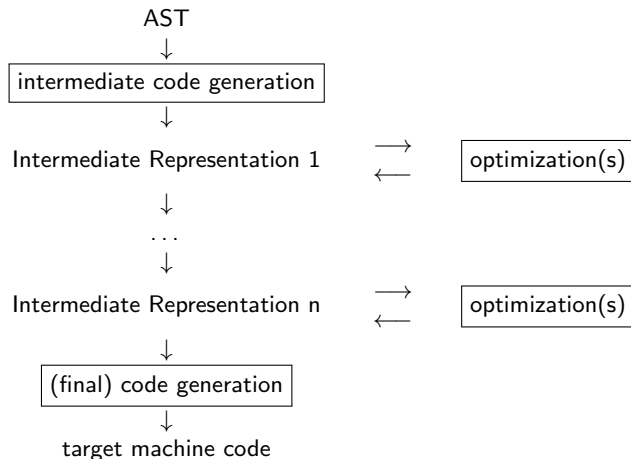 AST
intermediate code generation
Intermediate Representation 1
optimization(s)
...
Intermediate Representation n
optimization(s)
(final) code generation
target machine code